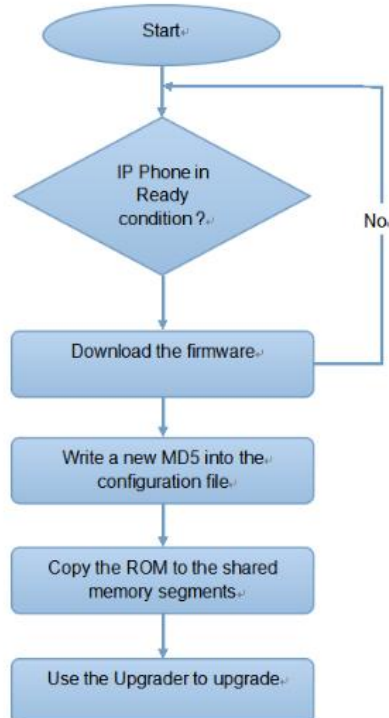 Start
IP Phone in
Ready
condition ?
No
Download the firmware
Write a new MD5 into the
configuration file
Copy the ROM to the shared
memory segments
Use the Upgrader to upgrade